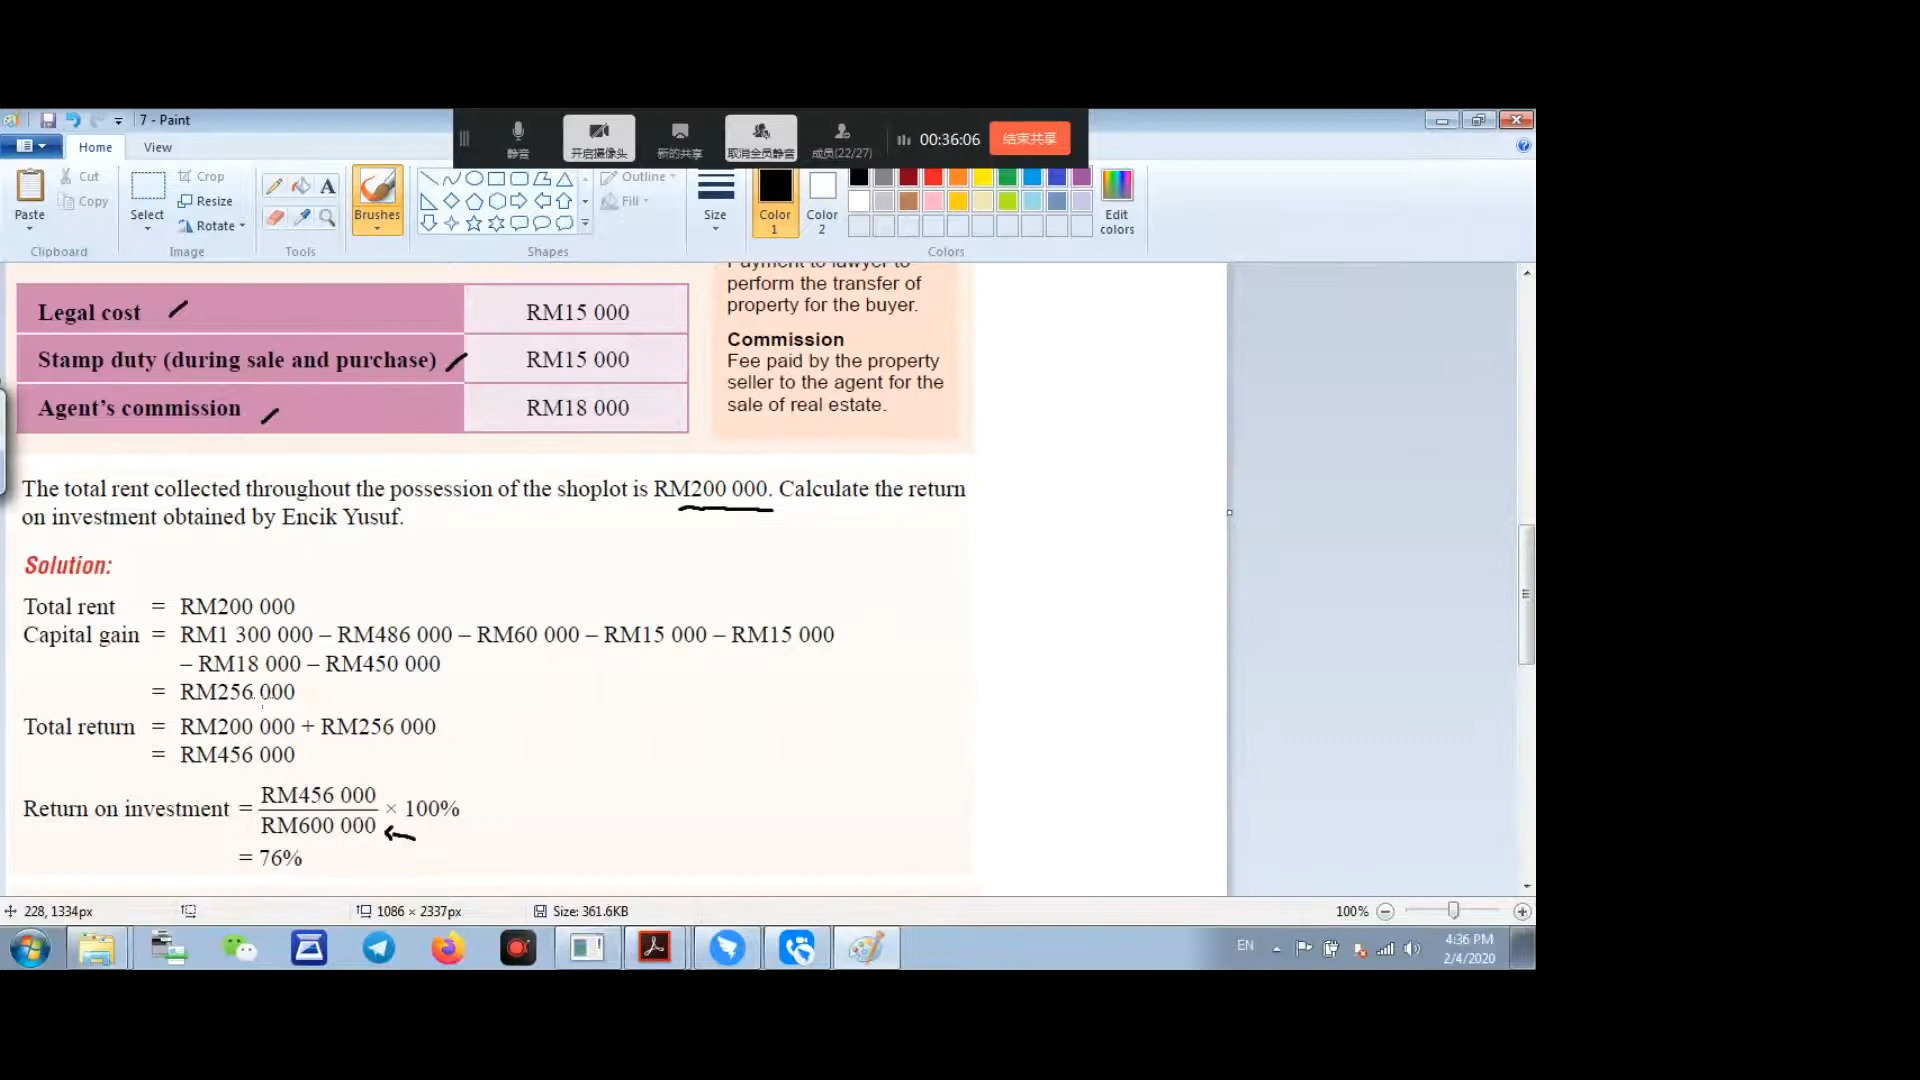 7 - Paint
静音
开启摄像头
新的共享
取消全员静音
成员(22/27)
00:36:06
结束共享
Home
View
Paste
Cut
Copy
Clipboard
Select
Crop
Resize
Rotate
Image
A
Tools
Brushes
Outline
Fill
Shapes
Size
Color 1
Color 2
Edit colors
Colors
Payment to lawyer to
perform the transfer of
property for the buyer.
Commission
Fee paid by the property
seller to the agent for the
sale of real estate.
Legal cost RM15 000
Stamp duty (during sale and purchase) RM15 000
Agent's commission RM18 000
The total rent collected throughout the possession of the shoplot is RM200 000. Calculate the return
on investment obtained by Encik Yusuf.
Solution:
Total rent = RM200 000
Capital gain = RM1 300 000 – RM486 000 – RM60 000 – RM15 000 – RM15 000
– RM18 000 – RM450 000
= RM256 000
Total return = RM200 000 + RM256 000
= RM456 000
Return on investment = RM456 000 / RM600 000 × 100%
= 76%
228, 1334px
1086 × 2337px
Size: 361.6KB
100%
EN
4:36 PM
2/4/2020